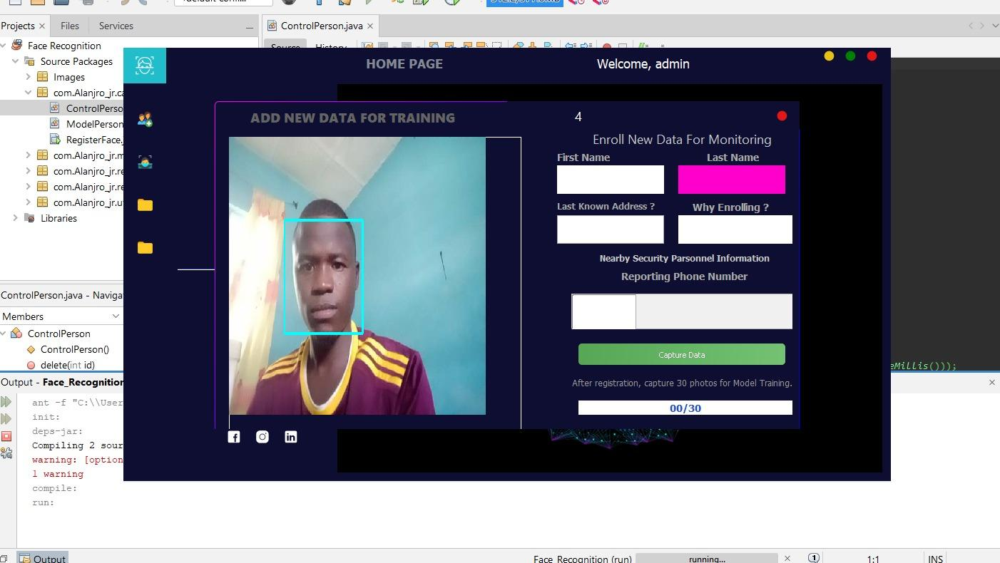 Projects
Files
Services
ControlPerson.java
Source
History
Face Recognition
Source Packages
Images
com.Alanjro_jr.ca
ControlPerso
ModelPerson
RegisterFace.
com.Alanjro_jr.m
com.Alanjro_jr.re
com.Alanjro_jr.re
com.Alanjro_jr.u
Libraries
HOME PAGE
Welcome, admin
ADD NEW DATA FOR TRAINING
4
Enroll New Data For Monitoring
First Name
Last Name
Last Known Address ?
Why Enrolling ?
Nearby Security Parsonnel Information
Reporting Phone Number
Capture Data
After registration, capture 30 photos for Model Training.
00/30
ControlPerson.java - Naviga
Members
ControlPerson
ControlPerson()
delete(int id)
eMillis()));
Output - Face_Recognition
ant -f "C:\\User
init:
deps-jar:
Compiling 2 sour
warning: [option
1 warning
compile:
run:
Output
Face_Recognition (run)
running...
1
1:1
INS